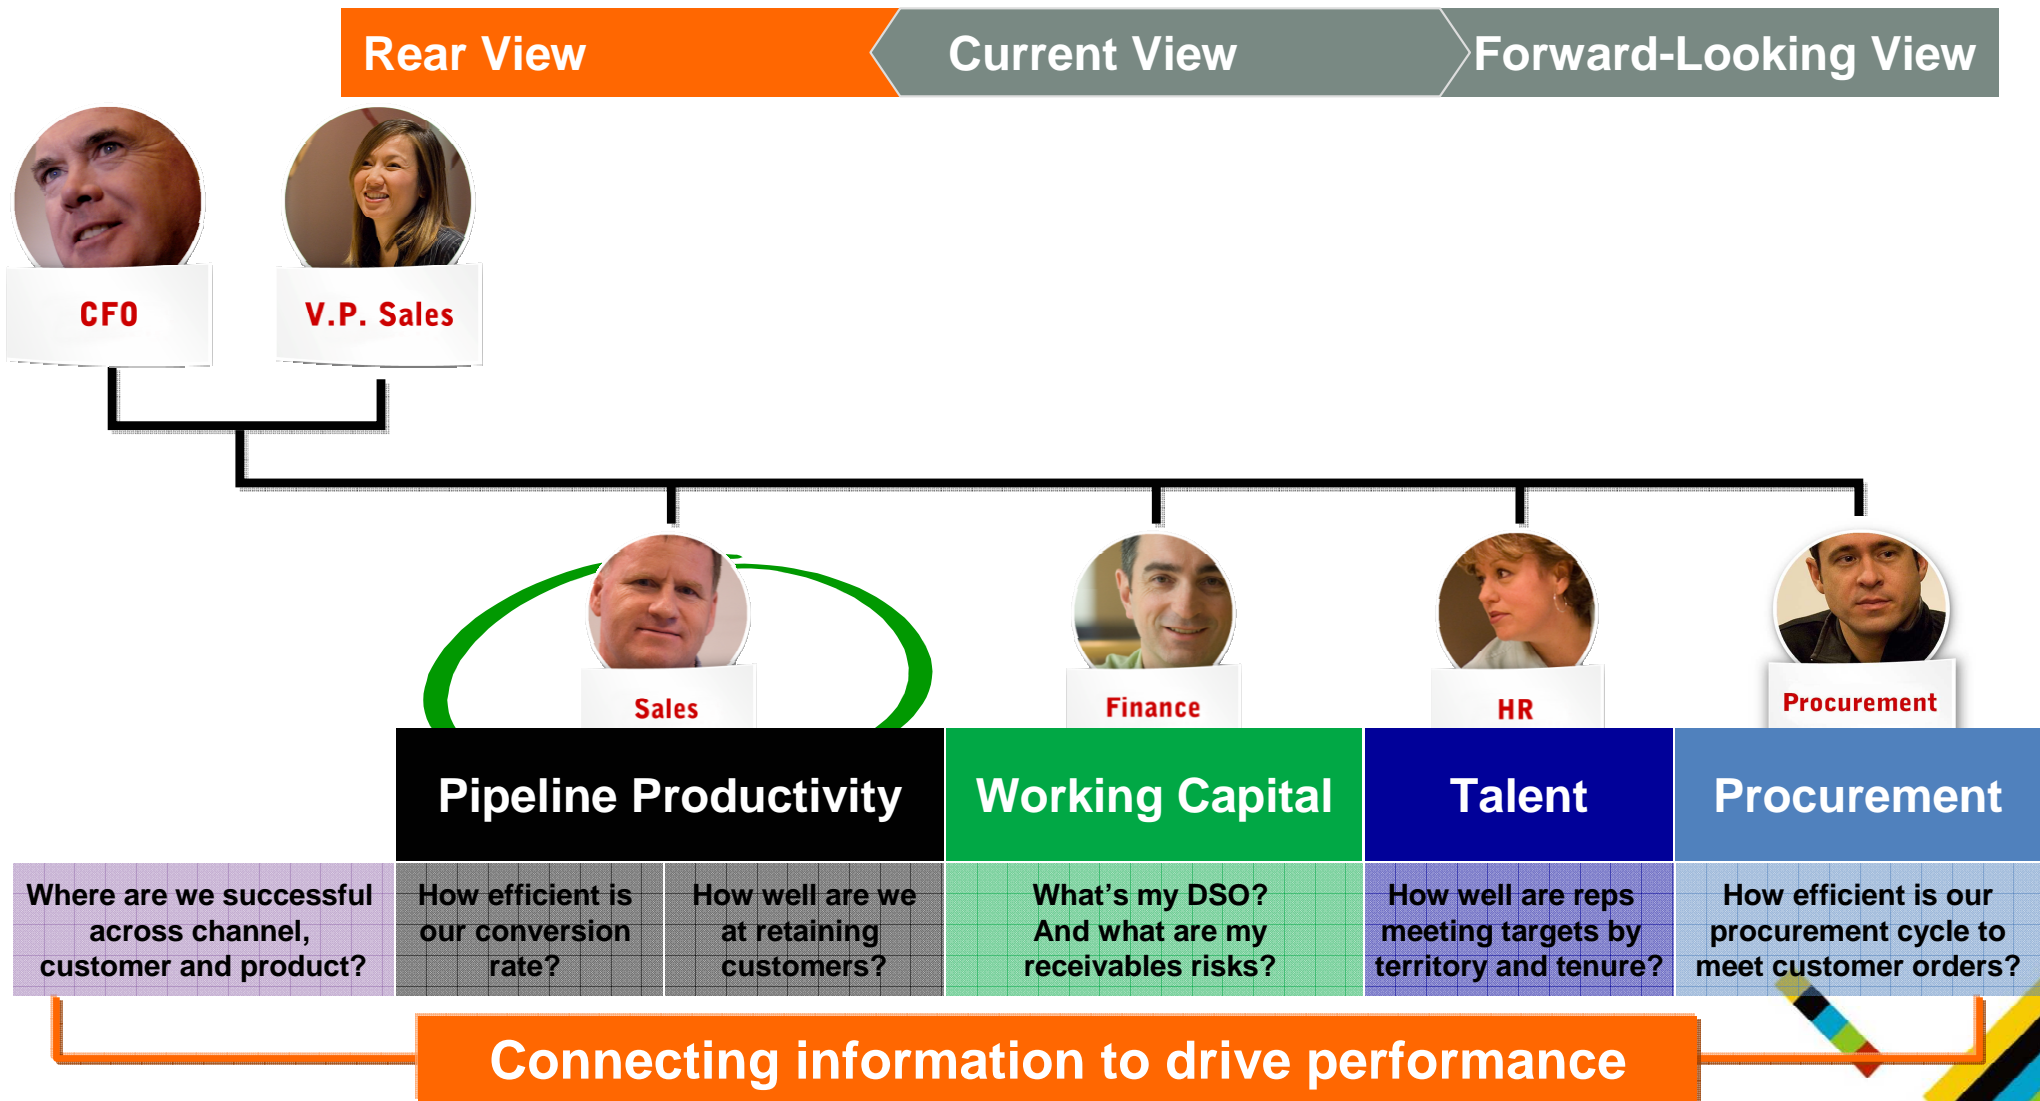 Rear View
Current View
Forward-Looking View
CFO
V.P. Sales
Sales
Finance
HR
Procurement
Pipeline Productivity
Working Capital
Talent
Procurement
Where are we successful
across channel,
customer and product?
How efficient is
our conversion
rate?
How well are we
at retaining
customers?
What's my DSO?
And what are my
receivables risks?
How well are reps
meeting targets by
territory and tenure?
How efficient is our
procurement cycle to
meet customer orders?
Connecting information to drive performance